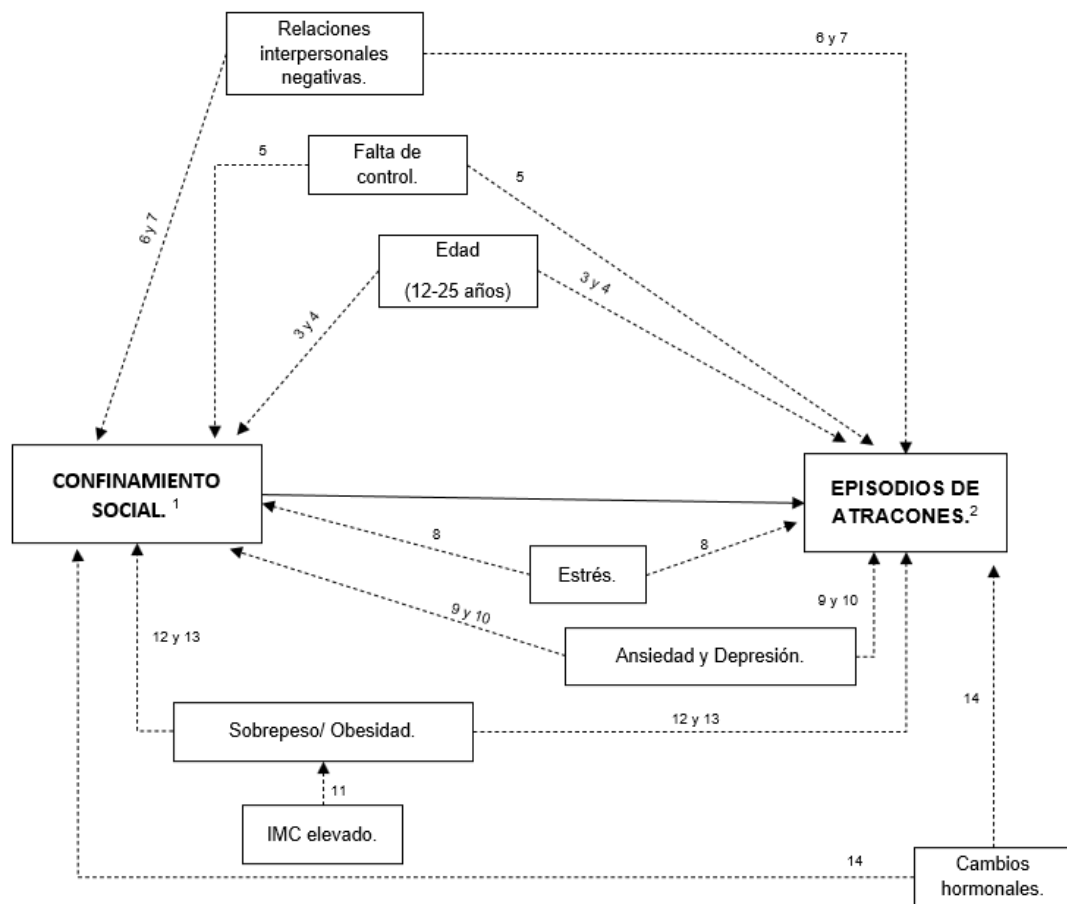 Relaciones
interpersonales
negativas.
6 y 7
6 y 7
Falta de
control.
5
5
Edad
(12-25 años)
3 y 4
3 y 4
CONFINAMIENTO
SOCIAL. 1
EPISODIOS DE
ATRACONES.2
8
8
Estrés.
9 y 10
9 y 10
Ansiedad y Depresión.
12 y 13
12 y 13
Sobrepeso/ Obesidad.
11
IMC elevado.
14
14
Cambios
hormonales.